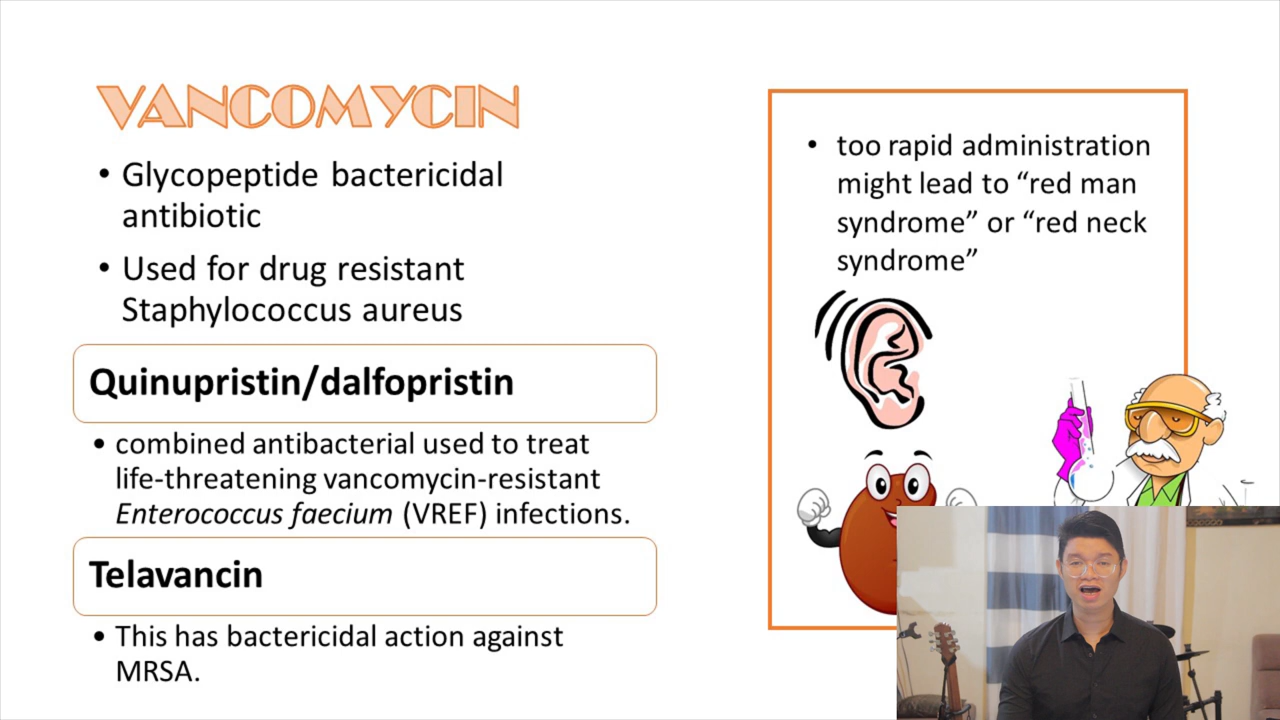 VANCOMYCIN
• Glycopeptide bactericidal
antibiotic
• Used for drug resistant
Staphylococcus aureus
Quinupristin/dalfopristin
• combined antibacterial used to treat
life-threatening vancomycin-resistant
Enterococcus faecium (VREF) infections.
Telavancin
• This has bactericidal action against
MRSA.
• too rapid administration
might lead to “red man
syndrome” or “red neck
syndrome”